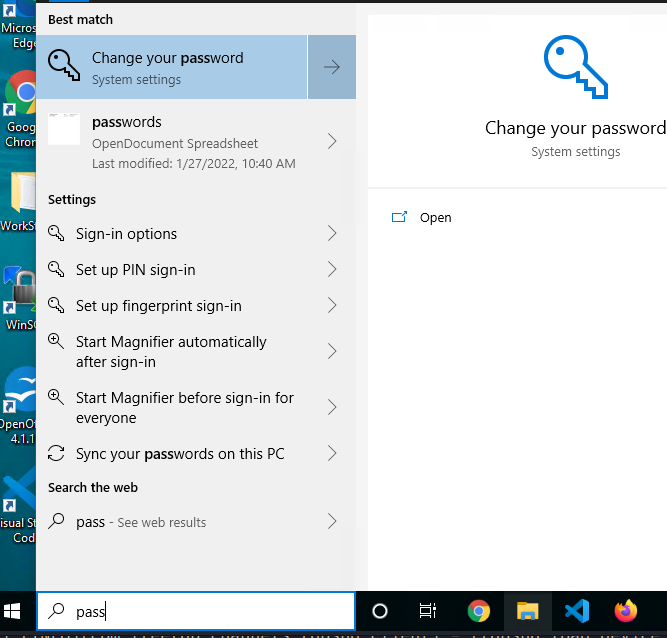 Best match
Change your password
System settings
passwords
OpenDocument Spreadsheet
Last modified: 1/27/2022, 10:40 AM
Settings
Sign-in options
Set up PIN sign-in
Set up fingerprint sign-in
Start Magnifier automatically
after sign-in
Start Magnifier before sign-in for
everyone
Sync your passwords on this PC
Search the web
pass - See web results
pass
Change your password
System settings
Open
Micros
Edge
Goog
Chron
WorkSt
WinS
OpenOf
4.1.1
isual St
Cod